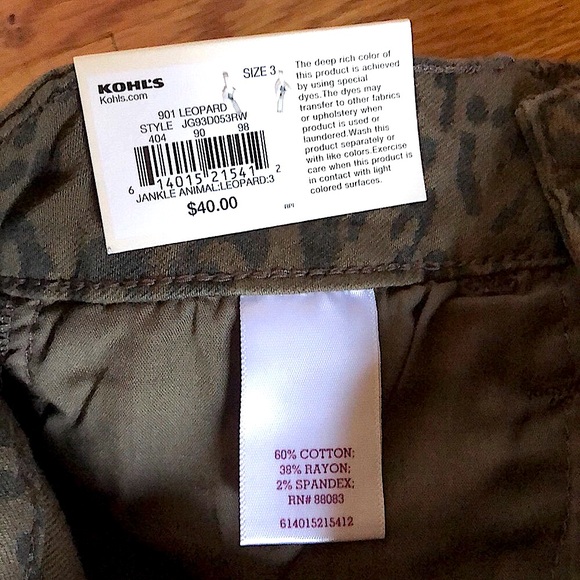 KOHL'S
Kohls.com
SIZE 3
901 LEOPARD
STYLE JG93D053RW
404 90 98
6 14015 21541 2
JANKLE ANIMAL:LEOPARD:3
$40.00
The deep rich color of
this product is achieved
by using special
dyes.The dyes may
transfer to other fabrics
or upholstery when
product is used or
laundered.Wash this
product separately or
with like colors.Exercise
care when this product is
in contact with light
colored surfaces.
60% COTTON;
38% RAYON;
2% SPANDEX;
RN# 88083
614015215412